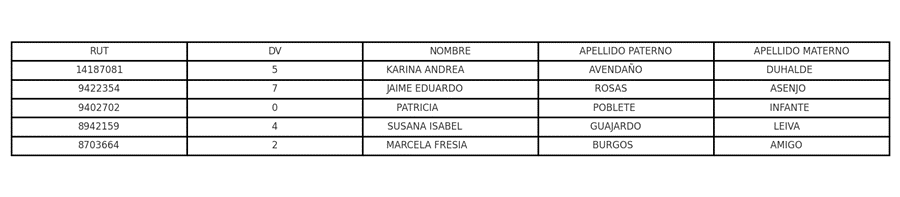 RUT DV NOMBRE APELLIDO PATERNO APELLIDO MATERNO
14187081 5 KARINA ANDREA AVENDAÑO DUHALDE
9422354 7 JAIME EDUARDO ROSAS ASENJO
9402702 0 PATRICIA POBLETE INFANTE
8942159 4 SUSANA ISABEL GUAJARDO LEIVA
8703664 2 MARCELA FRESIA BURGOS AMIGO